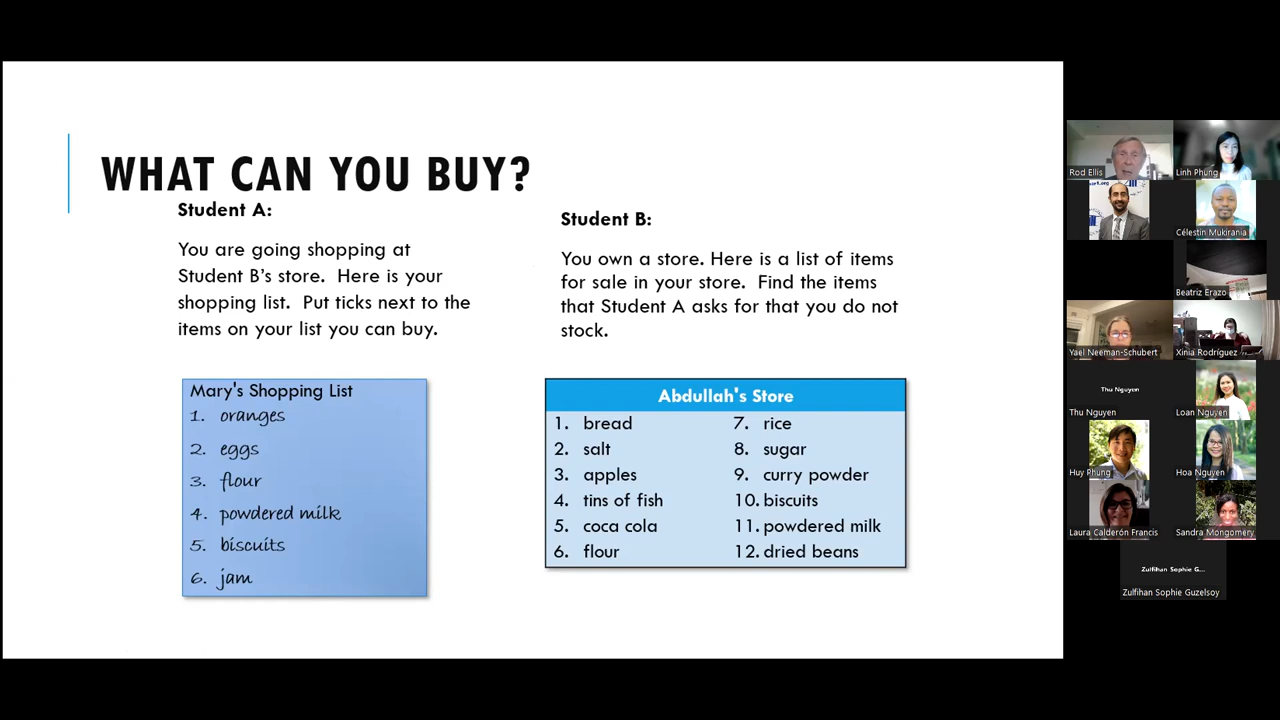 WHAT CAN YOU BUY?
Student A:
You are going shopping at
Student B's store. Here is your
shopping list. Put ticks next to the
items on your list you can buy.
Mary's Shopping List
1. oranges
2. eggs
3. flour
4. powdered milk
5. biscuits
6. jam
Student B:
You own a store. Here is a list of items
for sale in your store. Find the items
that Student A asks for that you do not
stock.
Abdullah's Store
1. bread
2. salt
3. apples
4. tins of fish
5. coca cola
6. flour
7. rice
8. sugar
9. curry powder
10. biscuits
11. powdered milk
12. dried beans
Rod Ellis
Linh Phung
Célestin Mukirania
Beatriz Erazo
Yael Neeman-Schubert
Xinia Rodríguez
Thu Nguyen
Thu Nguyen
Loan Nguyen
Huy Phung
Hoa Nguyen
Laura Calderón Francis
Sandra Mongomery
Zulfihan Sophie G...
Zulfihan Sophie Guzelsoy